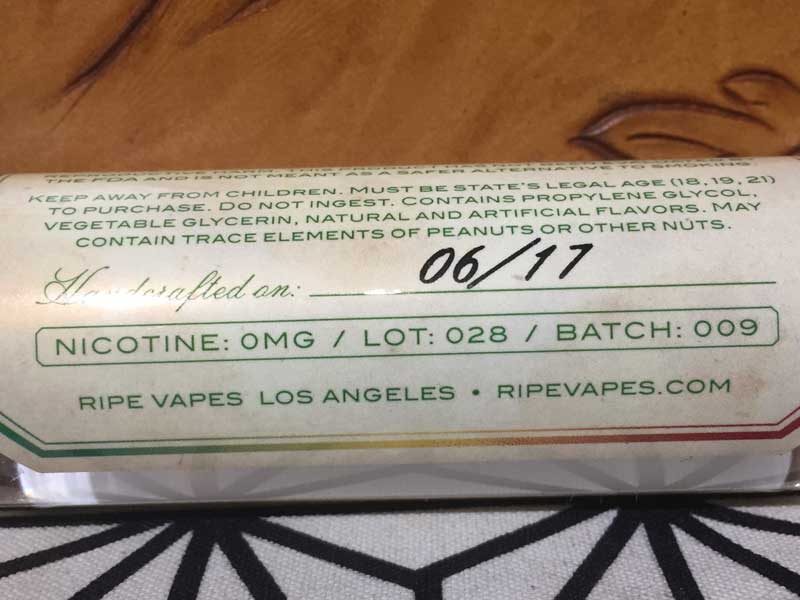 THE FDA AND IS NOT MEANT AS A SAFER ALTERNATIVE TO SMOKING
KEEP AWAY FROM CHILDREN. MUST BE STATE'S LEGAL AGE (18, 19, 21)
TO PURCHASE. DO NOT INGEST. CONTAINS PROPYLENE GLYCOL,
VEGETABLE GLYCERIN, NATURAL AND ARTIFICIAL FLAVORS. MAY
CONTAIN TRACE ELEMENTS OF PEANUTS OR OTHER NUTS.
Handcrafted on: 06/17
NICOTINE: 0MG / LOT: 028 / BATCH: 009
RIPE VAPES LOS ANGELES • RIPEVAPES.COM